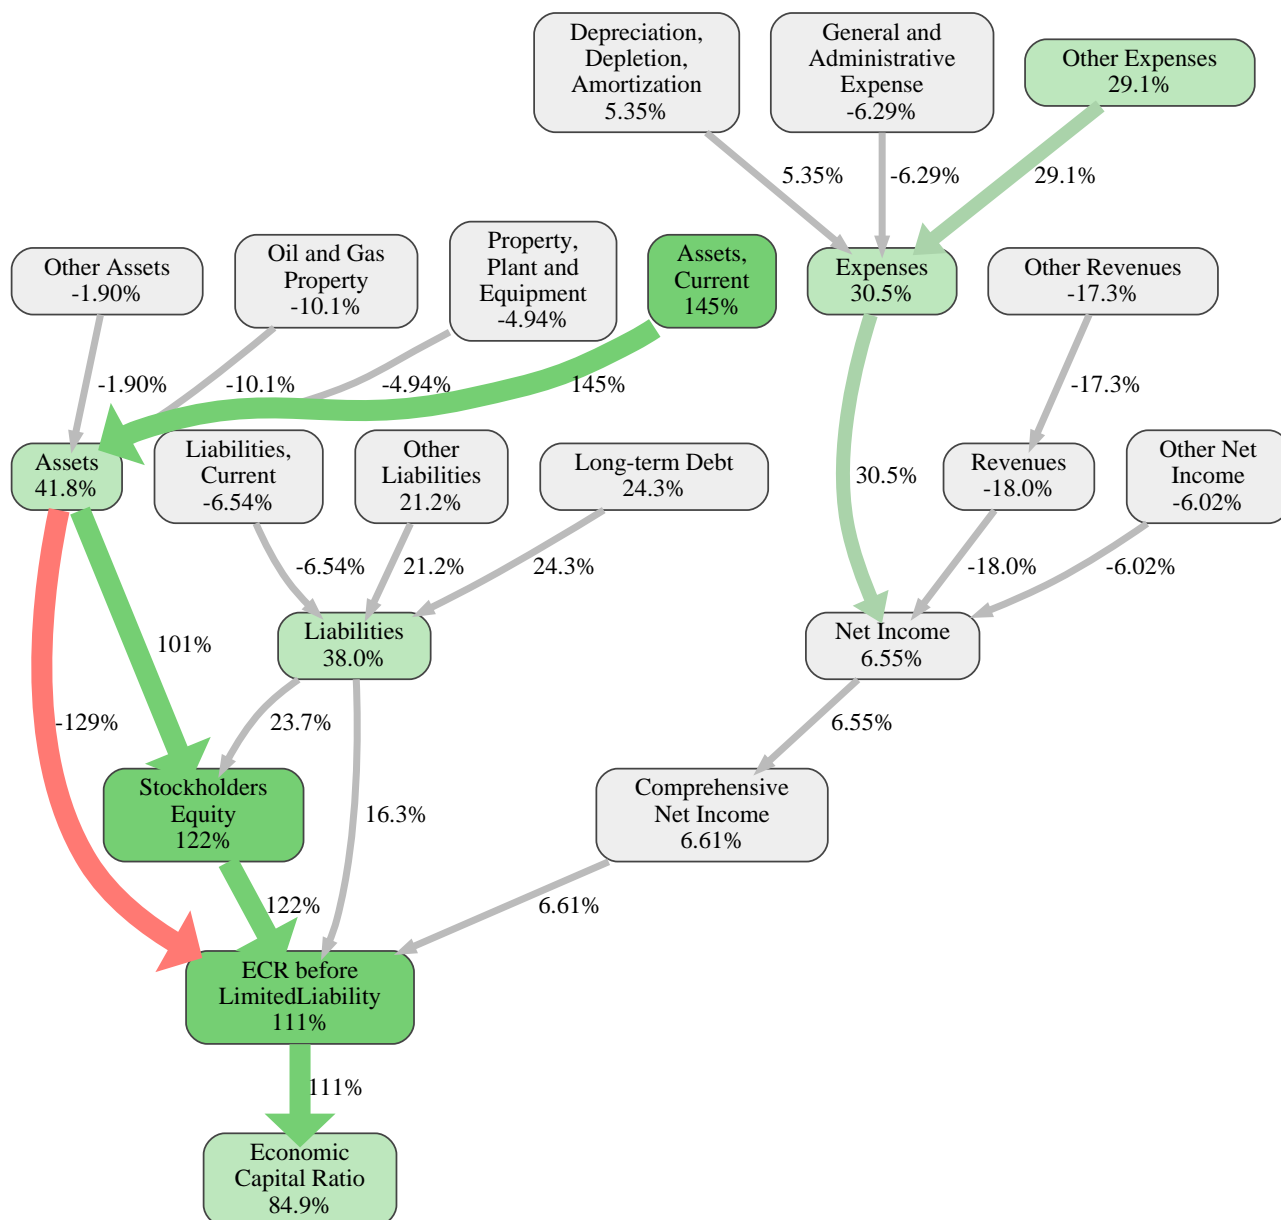 Depreciation,
Depletion,
Amortization
5.35%
General and
Administrative
Expense
-6.29%
Other Expenses
29.1%
5.35%
-6.29%
29.1%
Other Assets
-1.90%
Oil and Gas
Property
-10.1%
Property,
Plant and
Equipment
-4.94%
Assets,
Current
145%
Expenses
30.5%
Other Revenues
-17.3%
-1.90%
-10.1%
-4.94%
145%
-17.3%
Assets
41.8%
Liabilities,
Current
-6.54%
Other
Liabilities
21.2%
Long-term Debt
24.3%
30.5%
Revenues
-18.0%
Other Net
Income
-6.02%
-6.54%
21.2%
24.3%
-18.0%
-6.02%
101%
Liabilities
38.0%
Net Income
6.55%
-129%
23.7%
6.55%
Stockholders
Equity
122%
16.3%
Comprehensive
Net Income
6.61%
122%
6.61%
ECR before
LimitedLiability
111%
111%
Economic
Capital Ratio
84.9%